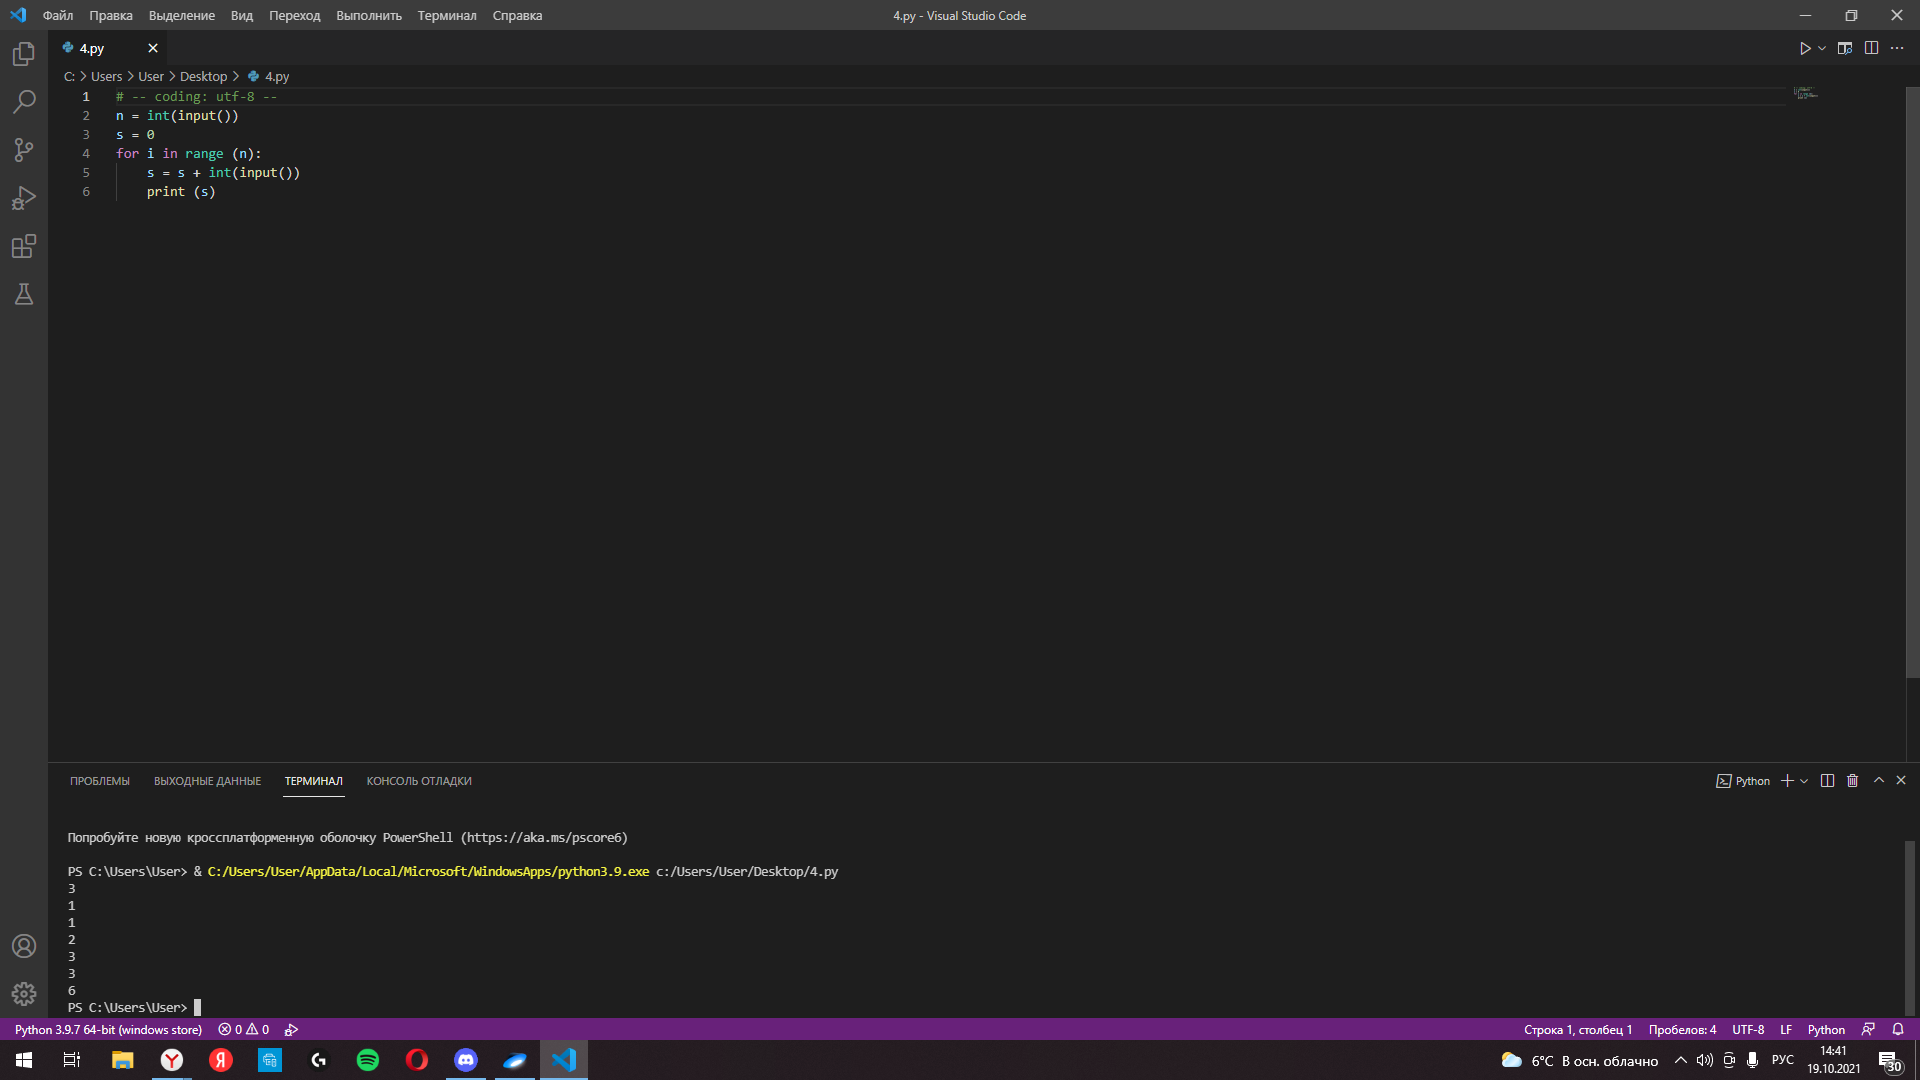 Файл Правка Выделение Вид Переход Выполнить Терминал Справка 4.py - Visual Studio Code
4.py
C: Users User Desktop 4.py
1 # -- coding: utf-8 --
2 n = int(input())
3 s = 0
4 for i in range (n):
5 s = s + int(input())
6 print (s)
ПРОБЛЕМЫ ВЫХОДНЫЕ ДАННЫЕ ТЕРМИНАЛ КОНСОЛЬ ОТЛАДКИ Python
Попробуйте новую кроссплатформенную оболочку PowerShell (https://aka.ms/pscore6)
PS C:\Users\User> & C:/Users/User/AppData/Local/Microsoft/WindowsApps/python3.9.exe c:/Users/User/Desktop/4.py
3
1
1
2
3
3
6
PS C:\Users\User>
Python 3.9.7 64-bit (windows store) 0 0 Строка 1, столбец 1 Пробелов: 4 UTF-8 LF Python
6°C В осн. облачно РУС 14:41
19.10.2021 30